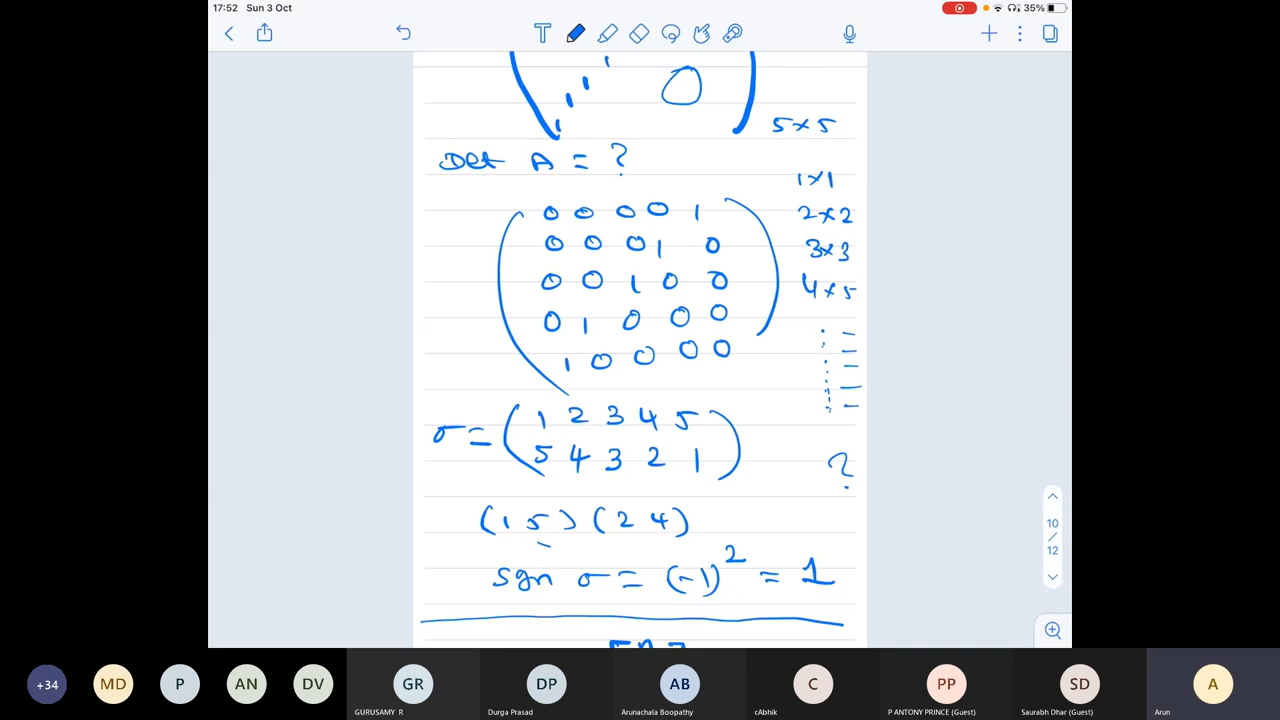 17:52 Sun 3 Oct
35%
T
0
5×5
Det A = ?
1×1
0 0 0 0 1
2×2
0 0 0 1 0
3×3
0 0 1 0 0
4×5
0 1 0 0 0
1 0 0 0 0
σ = ( 1 2 3 4 5
5 4 3 2 1 )
?
(1 5) (2 4)
sgn σ = (-1)² = 1
10
/
12
+34
MD
P
AN
DV
GR
DP
AB
C
PP
SD
A
GURUSAMY R
Durga Prasad
Arunachala Boopathy
cAbhik
P ANTONY PRINCE (Guest)
Saurabh Dhar (Guest)
Arun